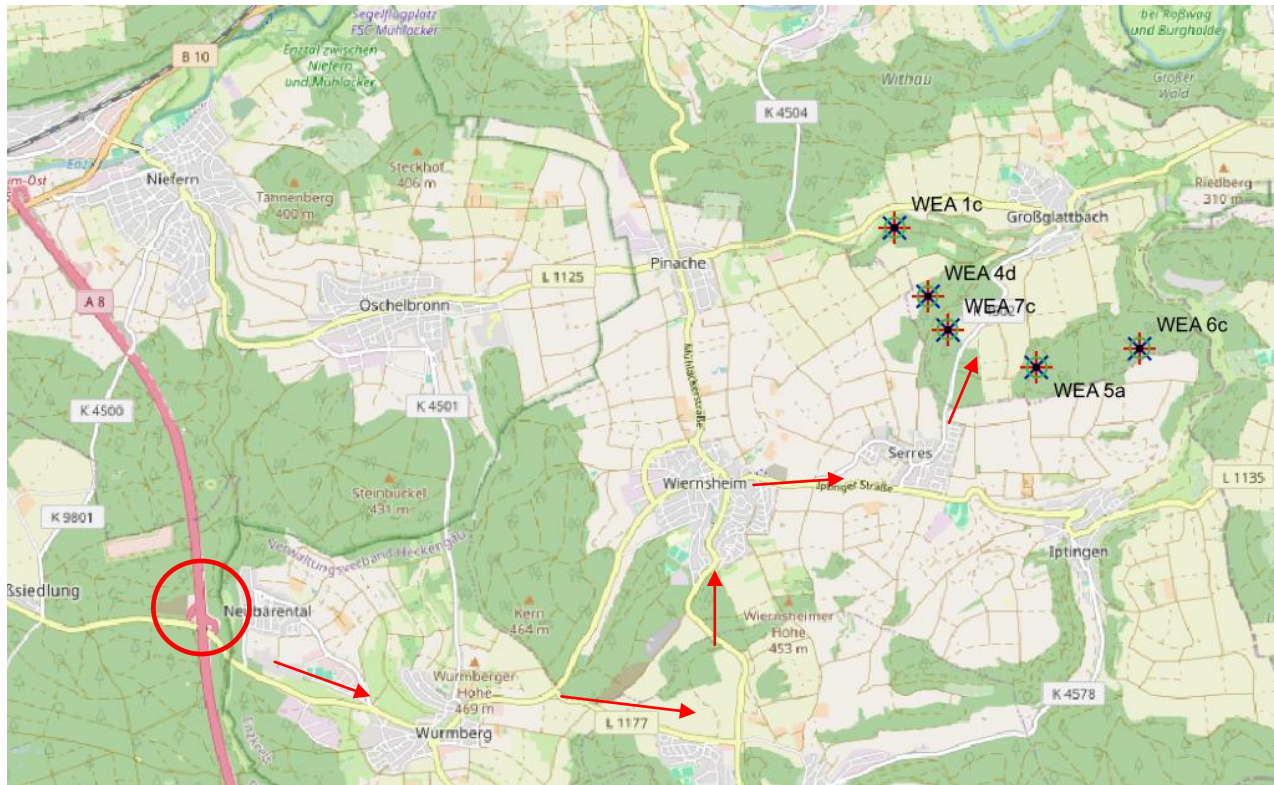 Segelflugplatz
FSC Mühlacker
bei Roßwag
und Burghalde
B 10
Enztal zwischen
Niefern
und Mühlacker
Withau
Großer
Wald
K 4504
Steckhof
406 m
Enz
Niefern
m-Ost
Tannenberg
400 m
Riedberg
310 m
WEA 1c
Großglattbach
Pinache
L 1125
WEA 4d
A 8
Öschelbronn
WEA 7c
WEA 6c
Mühlackerstraße
WEA 5a
K 4500
K 4501
Serres
Wiernsheim
Iptinger Straße
L 1135
Steinbückel
431 m
K 9801
Verwaltungsverband Heckengäu
Iptingen
ßsiedlung
Neubärental
Kern
464 m
Wiernsheimer
Höhe
453 m
Wurmberger
Höhe
469 m
K 4578
L 1177
Wurmberg
Enzkreis